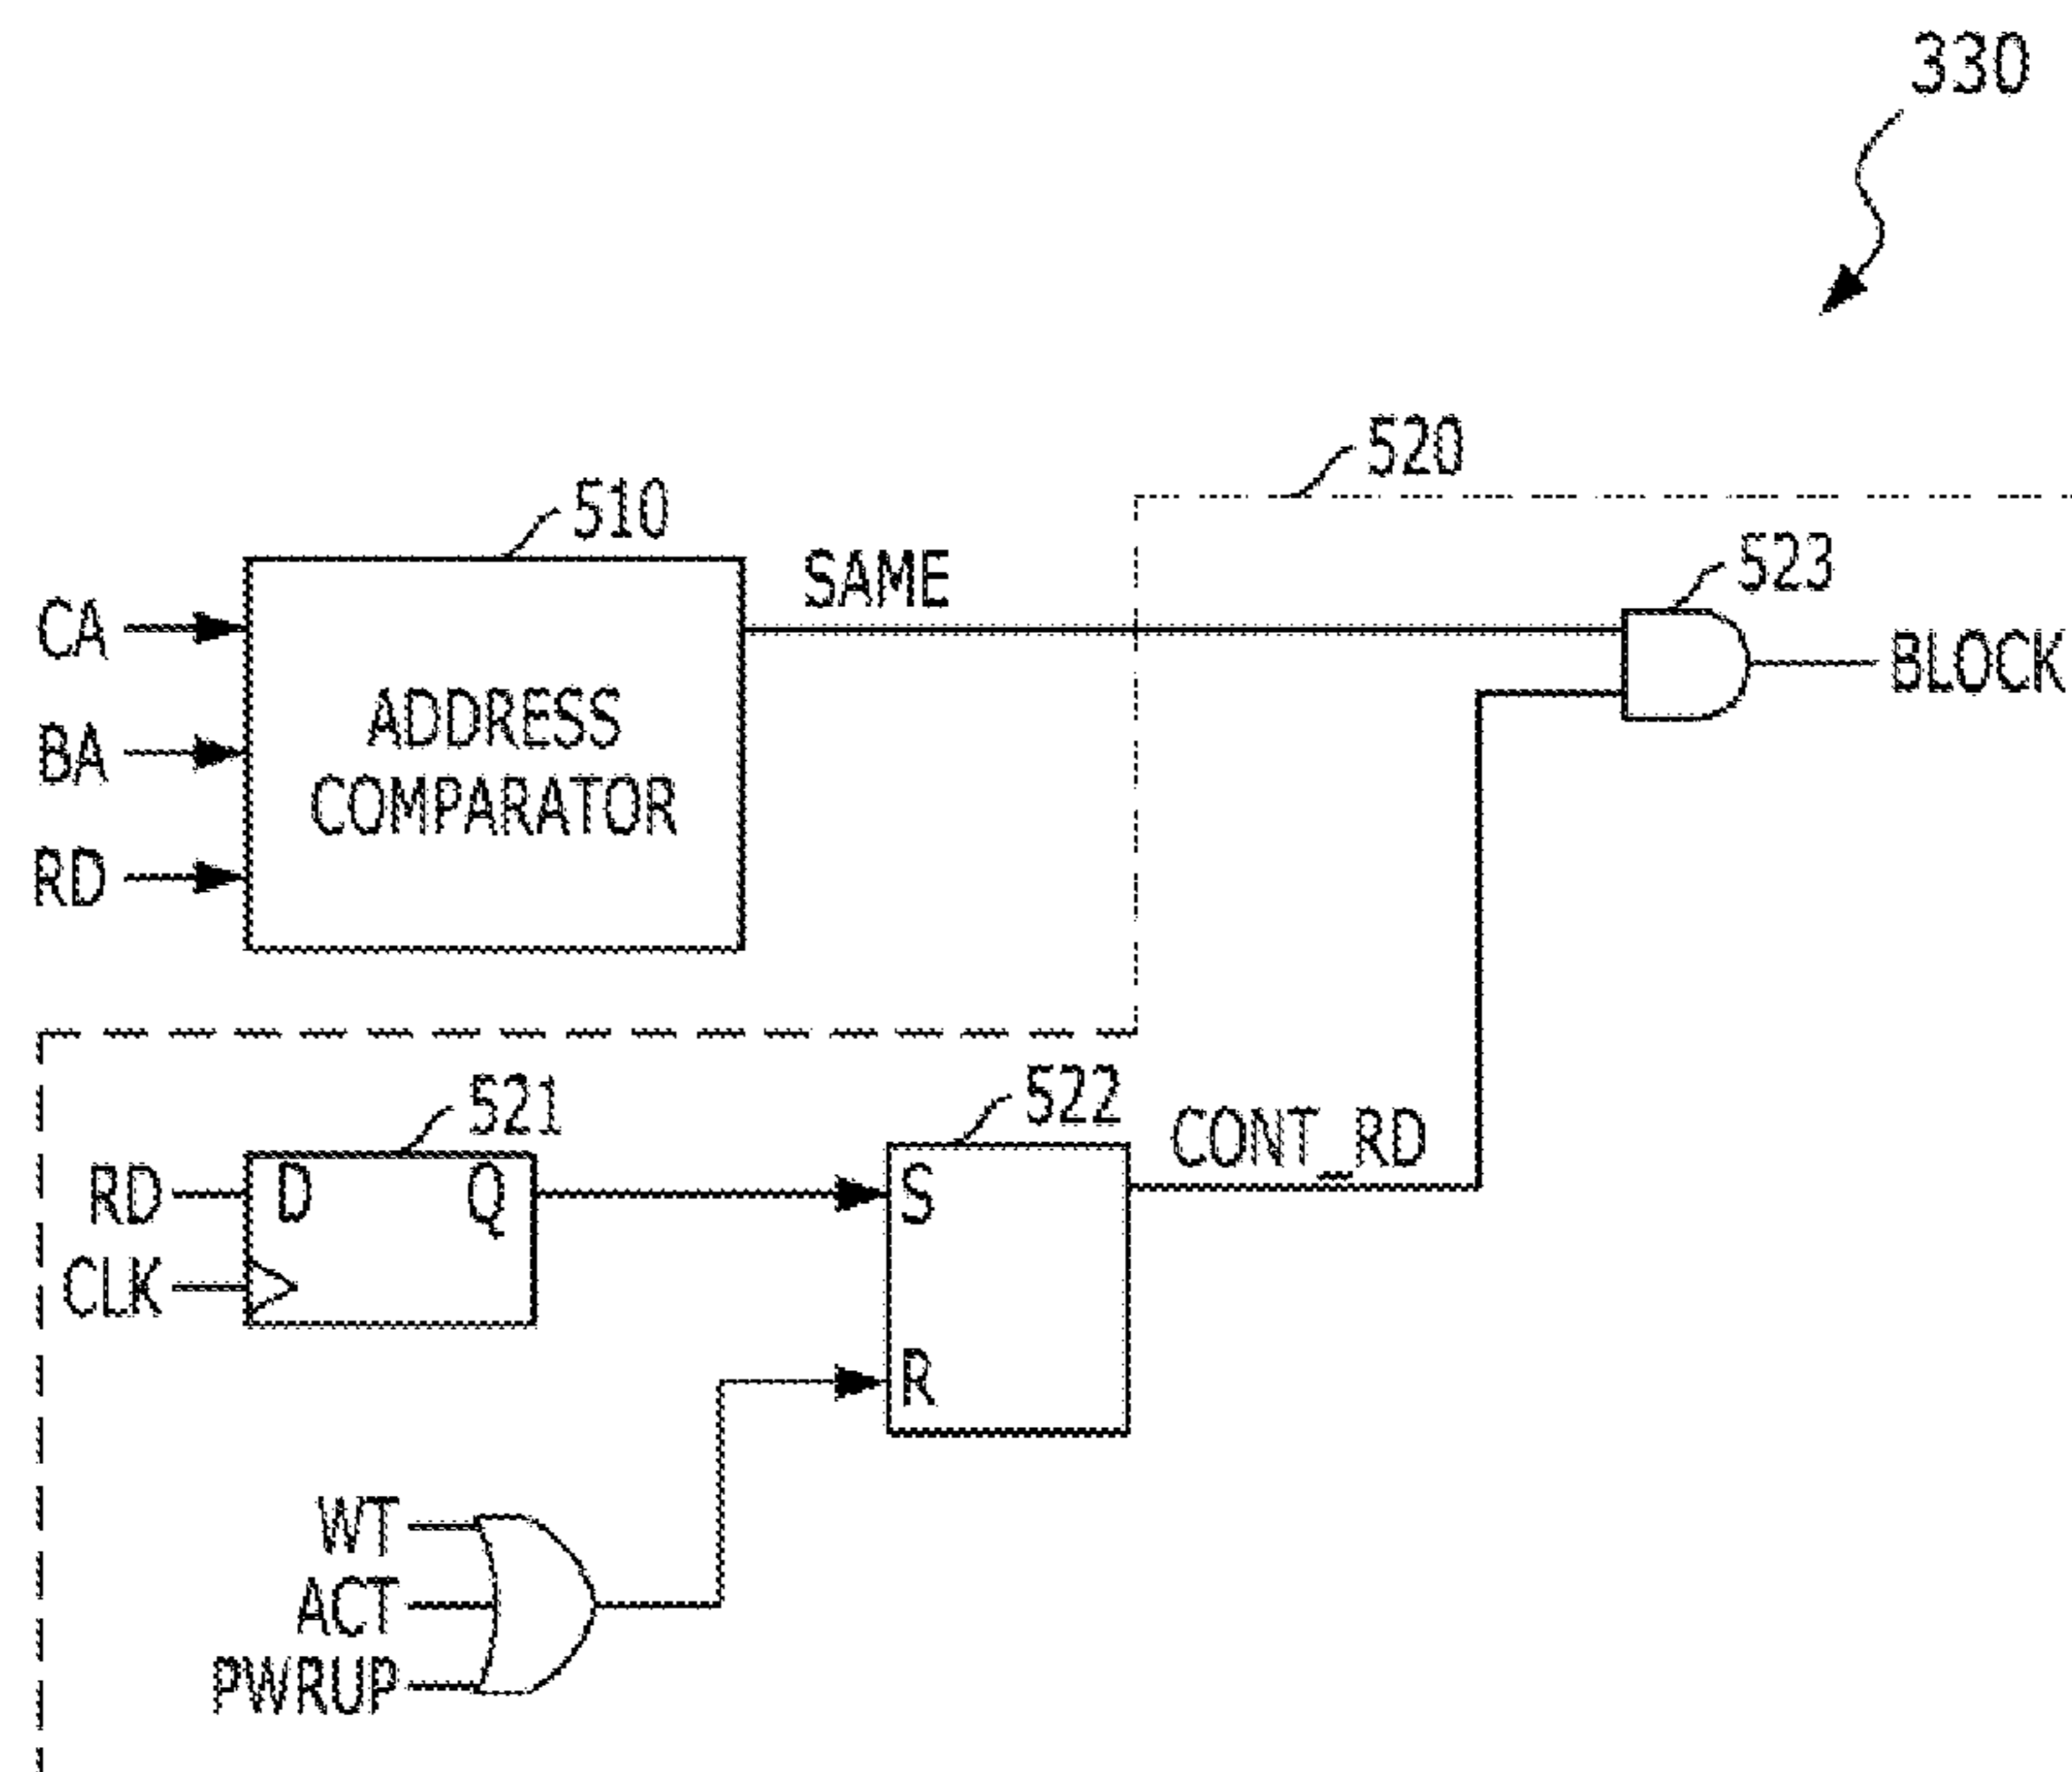 330
520
510
523
SAME
CA
BLOCK
ADDRESS
BA
COMPARATOR
RD
521
522
CONT_RD
RD
D
Q
S
CLK
R
WT
ACT
PWRUP